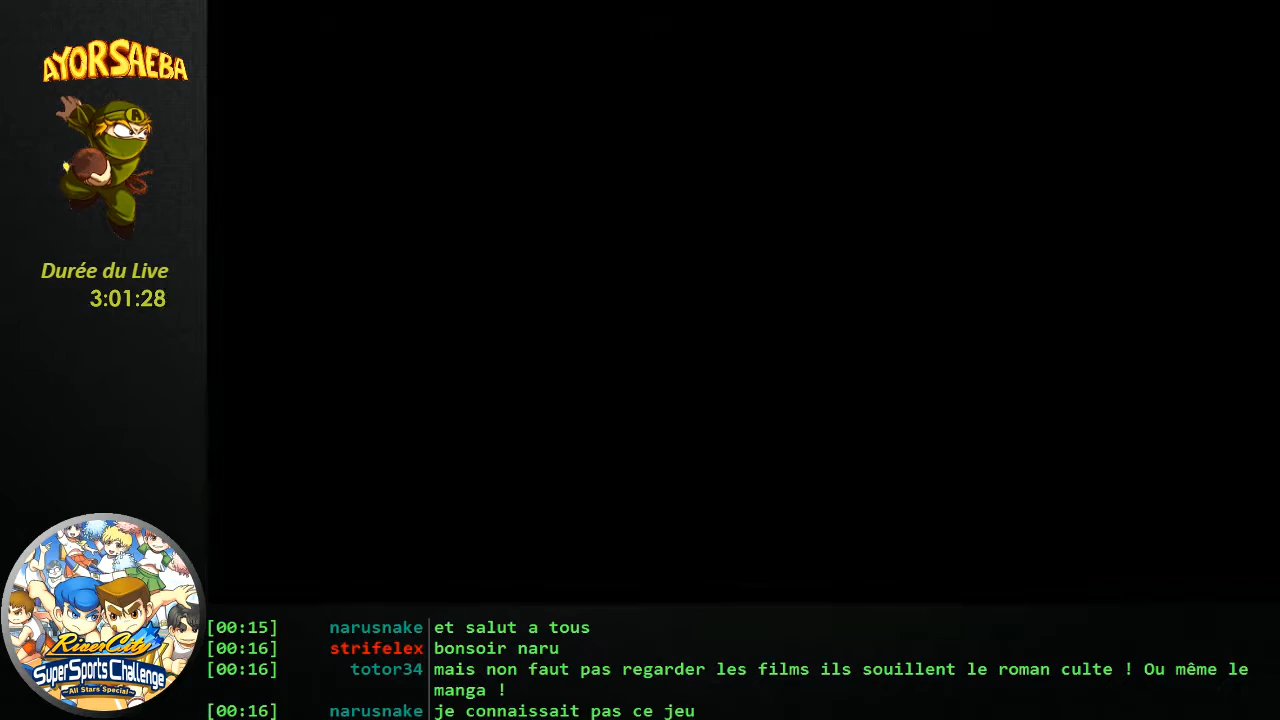 AYORSAEBA
Durée du Live
3:01:28
River City
Super Sports Challenge
~All Stars Special~
[00:15] narusnake et salut a tous
[00:16] strifelex bonsoir naru
[00:16] totor34 mais non faut pas regarder les films ils souillent le roman culte ! Ou même le
manga !
[00:16] narusnake je connaissait pas ce jeu